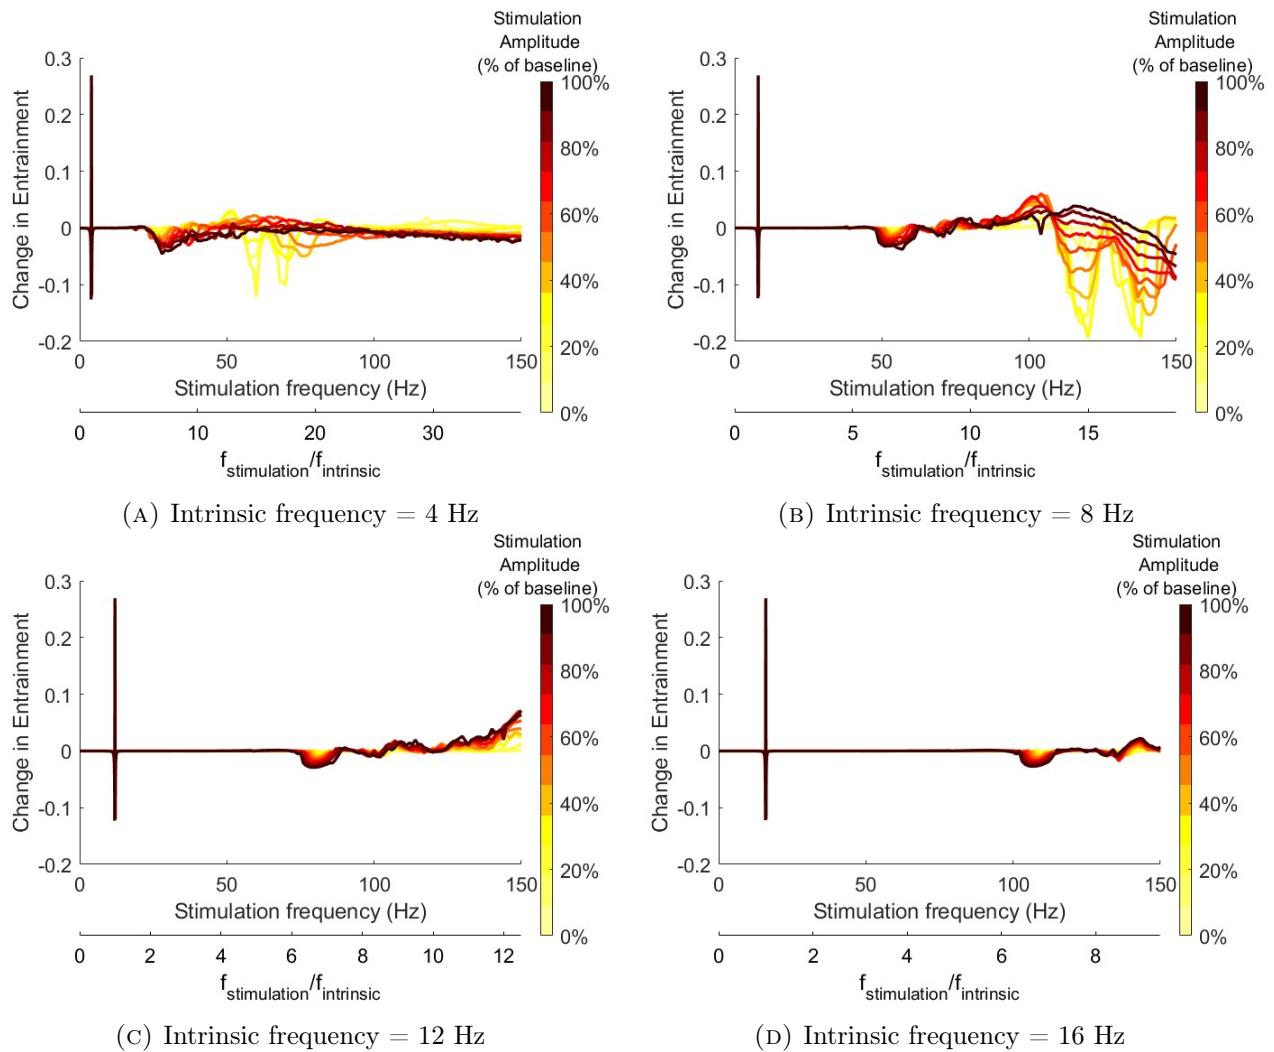 Stimulation
Amplitude
(% of baseline)
0.3
0.2
0.1
0
-0.1
-0.2
Change in Entrainment
0 50 100 150
Stimulation frequency (Hz)
0 10 20 30
fstimulation/fintrinsic
100%
80%
60%
40%
20%
0%
(A) Intrinsic frequency = 4 Hz
Stimulation
Amplitude
(% of baseline)
0.3
0.2
0.1
0
-0.1
-0.2
Change in Entrainment
0 50 100 150
Stimulation frequency (Hz)
0 5 10 15
fstimulation/fintrinsic
100%
80%
60%
40%
20%
0%
(B) Intrinsic frequency = 8 Hz
Stimulation
Amplitude
(% of baseline)
0.3
0.2
0.1
0
-0.1
-0.2
Change in Entrainment
0 50 100 150
Stimulation frequency (Hz)
0 2 4 6 8 10 12
fstimulation/fintrinsic
100%
80%
60%
40%
20%
0%
(C) Intrinsic frequency = 12 Hz
Stimulation
Amplitude
(% of baseline)
0.3
0.2
0.1
0
-0.1
-0.2
Change in Entrainment
0 50 100 150
Stimulation frequency (Hz)
0 2 4 6 8
fstimulation/fintrinsic
100%
80%
60%
40%
20%
0%
(D) Intrinsic frequency = 16 Hz